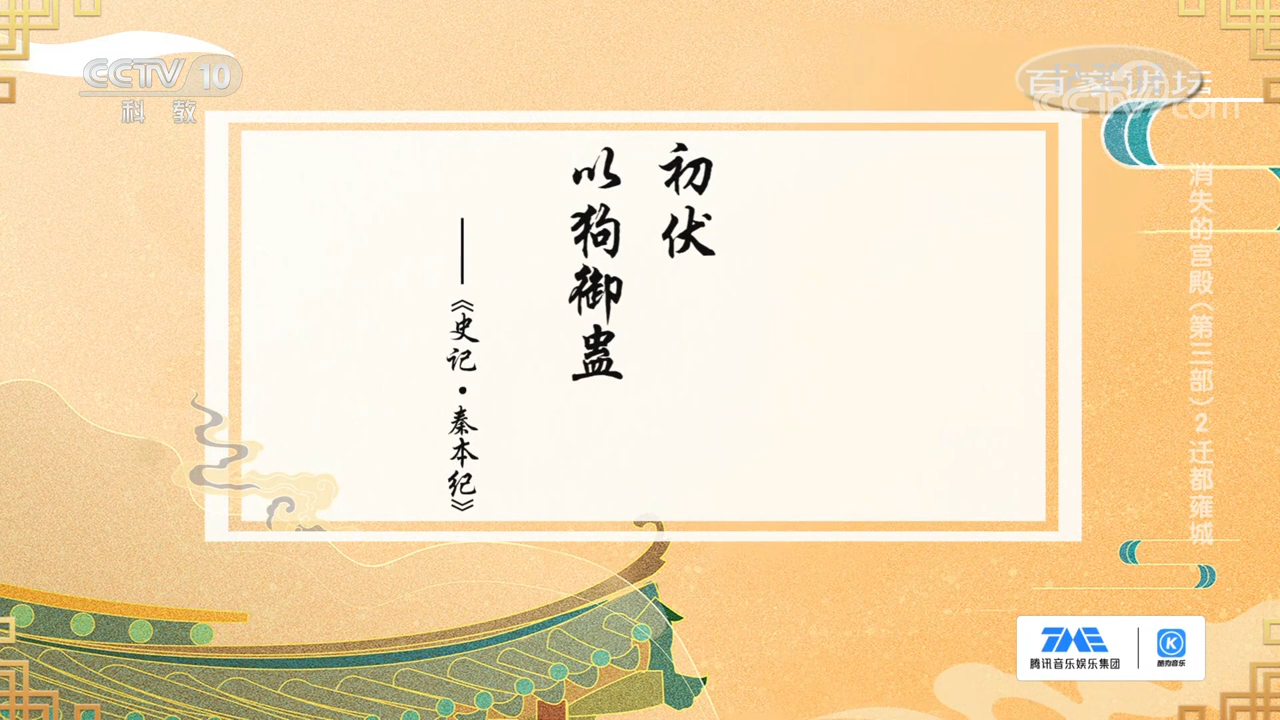 CCTV 10
科教
百家讲坛
CCTV.com
初伏
以狗御蛊
——《史记·秦本纪》
消失的宫殿（第三部）2 迁都雍城
TME
腾讯音乐娱乐集团
K
酷狗音乐